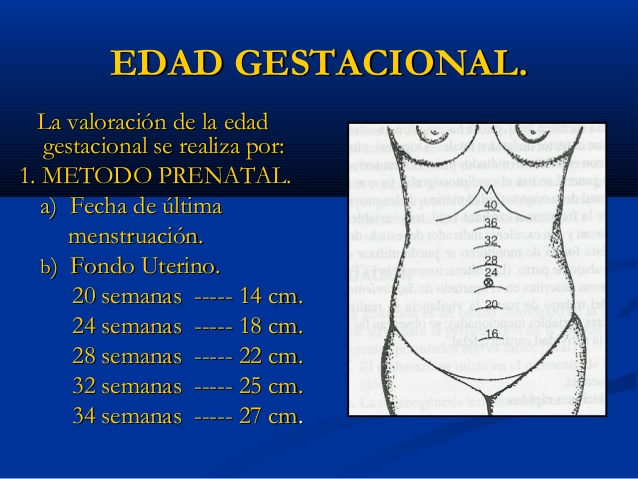 EDAD GESTACIONAL.
La valoración de la edad
gestacional se realiza por:
1. METODO PRENATAL.
a) Fecha de última
menstruación.
b) Fondo Uterino.
20 semanas ----- 14 cm.
24 semanas ----- 18 cm.
28 semanas ----- 22 cm.
32 semanas ----- 25 cm.
34 semanas ----- 27 cm.
40
36
32
28
24
20
16